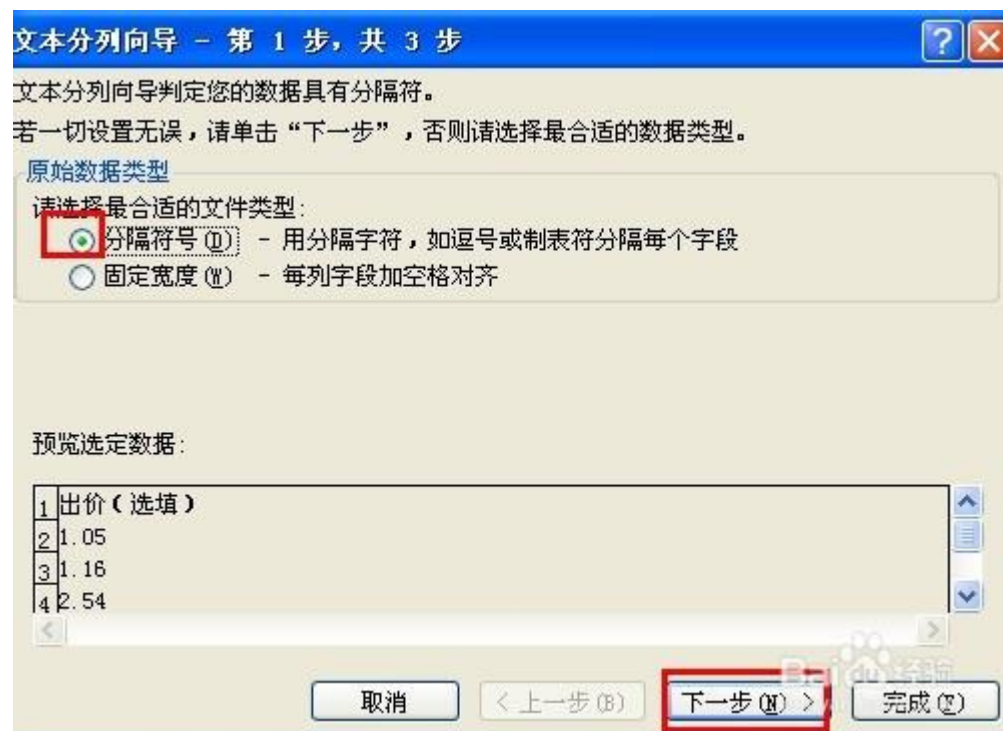 文本分列向导 - 第 1 步，共 3 步
文本分列向导判定您的数据具有分隔符。
若一切设置无误，请单击“下一步”，否则请选择最合适的数据类型。
原始数据类型
请选择最合适的文件类型:
分隔符号(D) - 用分隔字符，如逗号或制表符分隔每个字段
固定宽度(W) - 每列字段加空格对齐
预览选定数据:
1 出价(选填)
2 1.05
3 1.16
4 2.54
Baidu 经验
取消 <上一步(B) 下一步(N) > 完成(F)